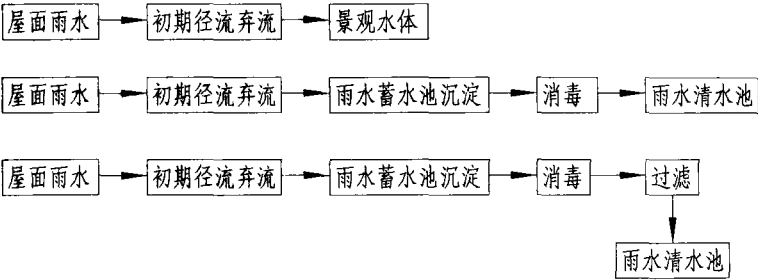 屋面雨水 初期径流弃流 景观水体
屋面雨水 初期径流弃流 雨水蓄水池沉淀 消毒 雨水清水池
屋面雨水 初期径流弃流 雨水蓄水池沉淀 消毒 过滤
雨水清水池